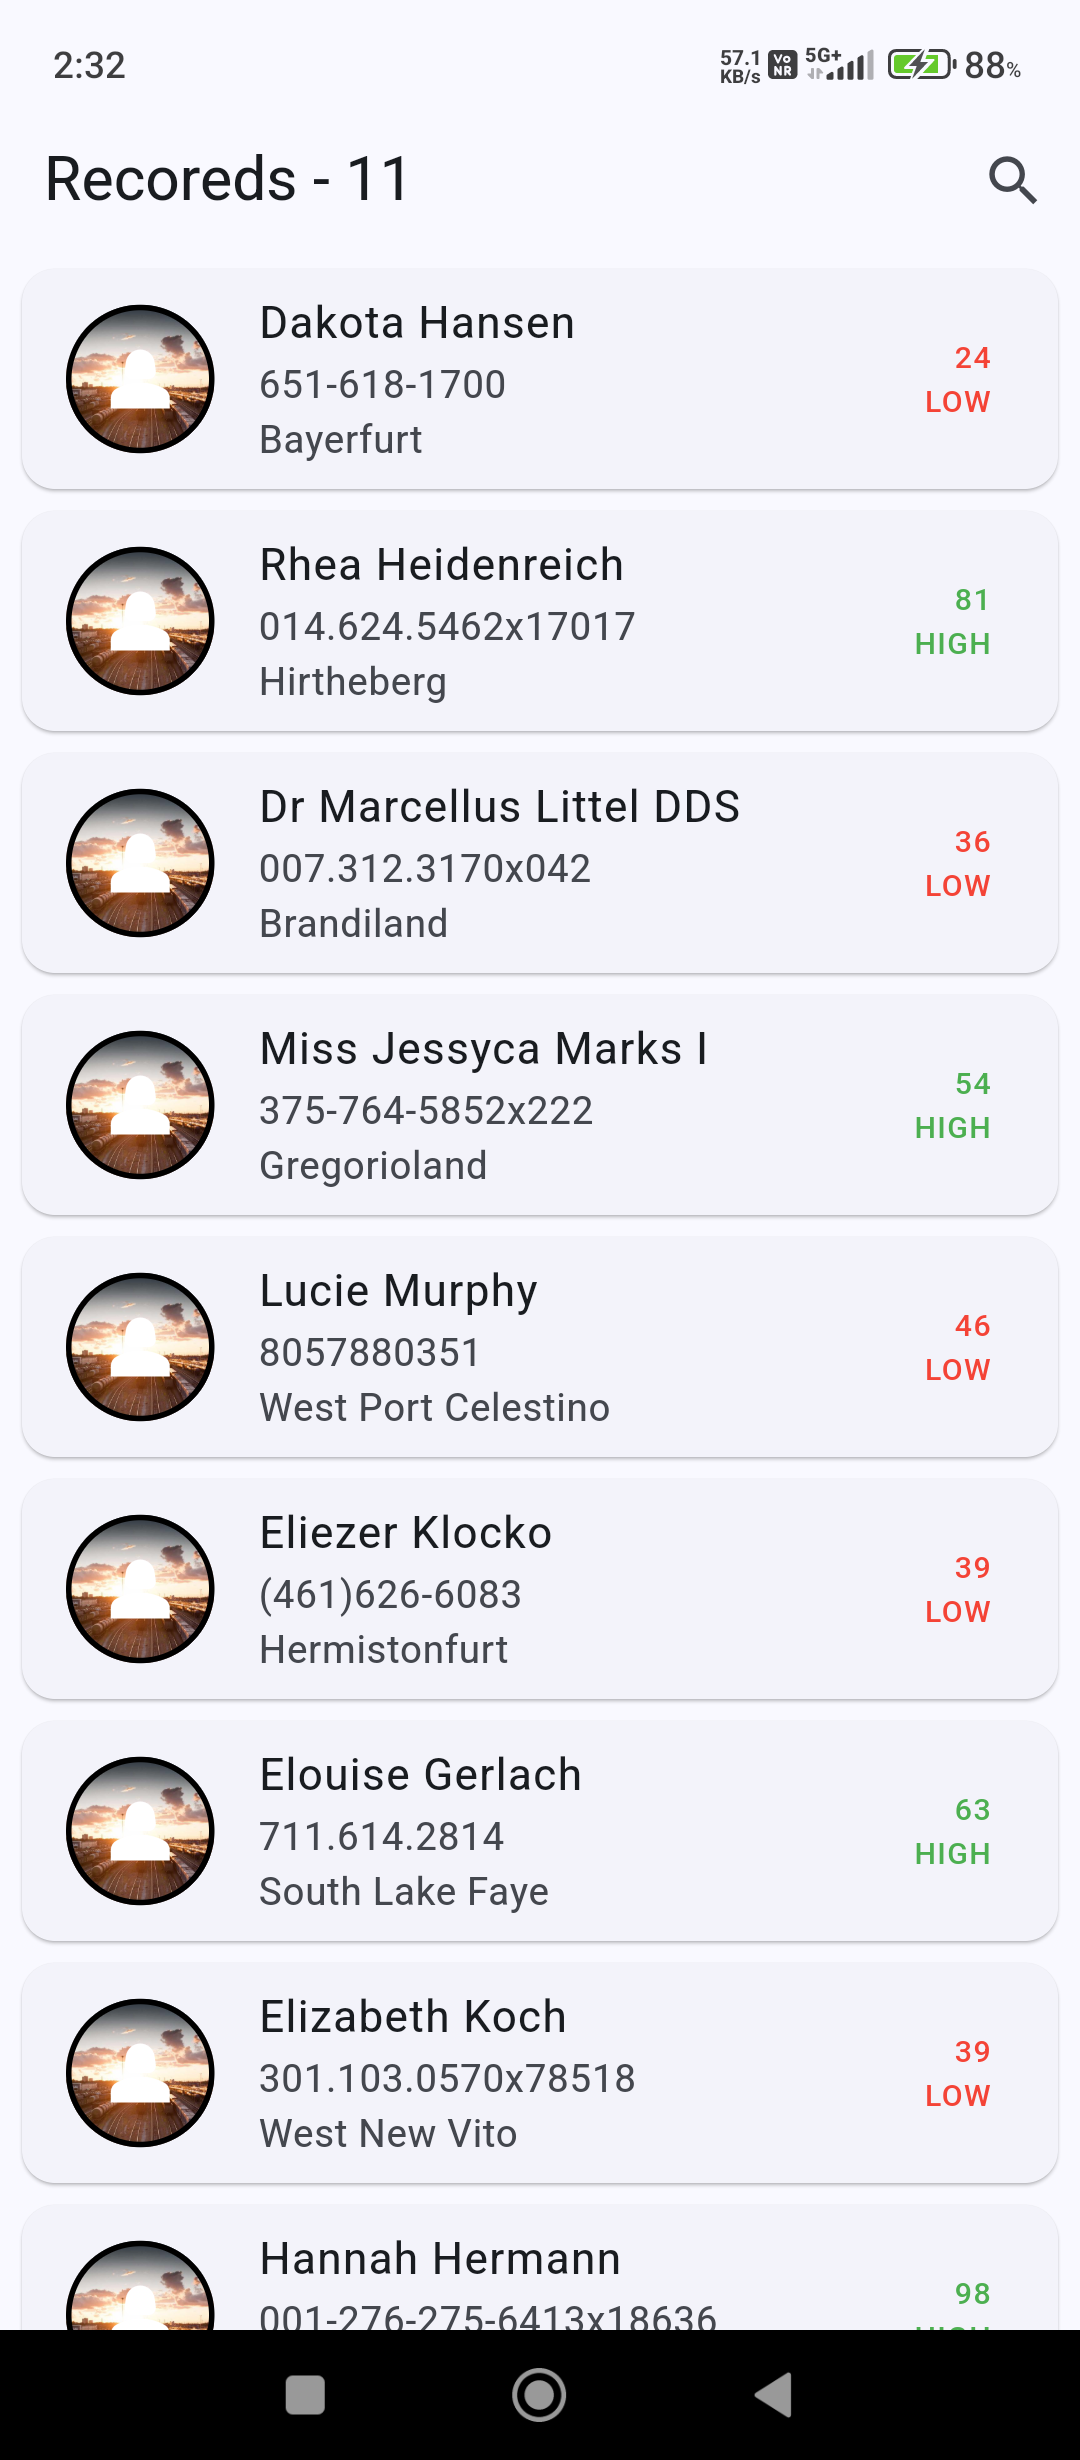 2:32
57.1
KB/s
Vo
NR
5G+
88%
Recoreds - 11
Dakota Hansen
651-618-1700
Bayerfurt
24
LOW
Rhea Heidenreich
014.624.5462x17017
Hirtheberg
81
HIGH
Dr Marcellus Littel DDS
007.312.3170x042
Brandiland
36
LOW
Miss Jessyca Marks I
375-764-5852x222
Gregorioland
54
HIGH
Lucie Murphy
8057880351
West Port Celestino
46
LOW
Eliezer Klocko
(461)626-6083
Hermistonfurt
39
LOW
Elouise Gerlach
711.614.2814
South Lake Faye
63
HIGH
Elizabeth Koch
301.103.0570x78518
West New Vito
39
LOW
Hannah Hermann
001-276-275-6413x18636
98